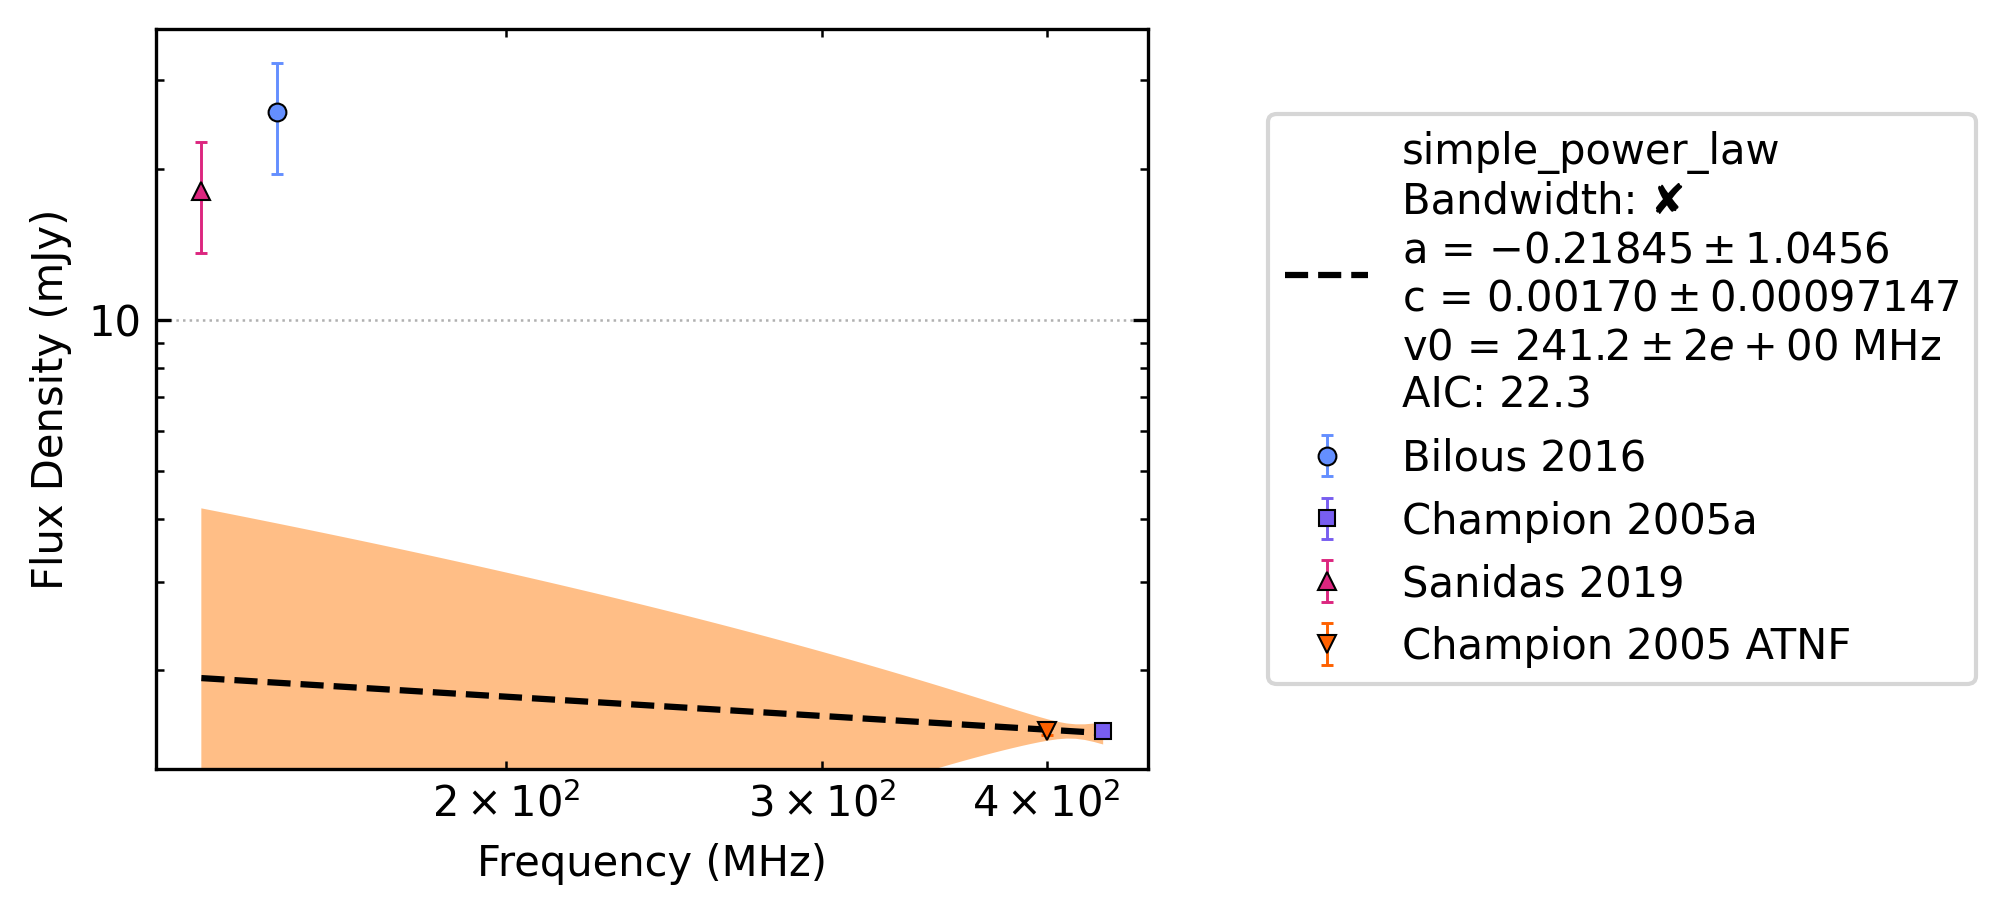 Flux Density (mJy)
10
2 × 10²
3 × 10²
4 × 10²
Frequency (MHz)
simple_power_law
Bandwidth: ✘
a = −0.21845 ± 1.0456
c = 0.00170 ± 0.00097147
v0 = 241.2 ± 2e + 00 MHz
AIC: 22.3
Bilous 2016
Champion 2005a
Sanidas 2019
Champion 2005 ATNF